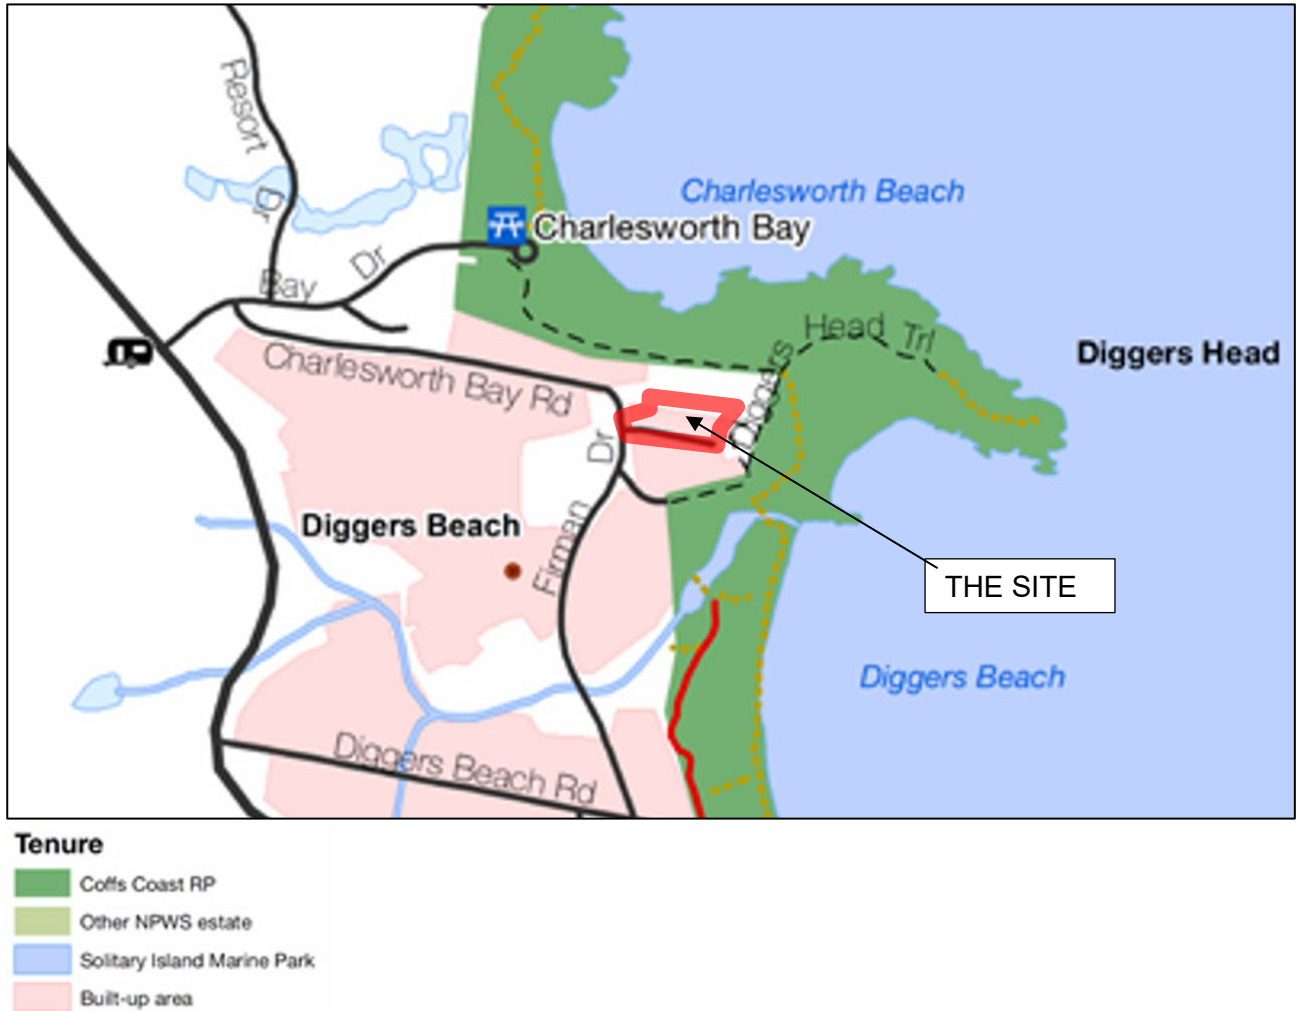 Resort
Dr
Charlesworth Beach
Charlesworth Bay
Bay Dr
Head Trl
Diggers
Diggers Head
Charlesworth Bay Rd
Dr
Firman
Diggers Beach
THE SITE
Diggers Beach
Diggers Beach Rd
Tenure
Coffs Coast RP
Other NPWS estate
Solitary Island Marine Park
Built-up area